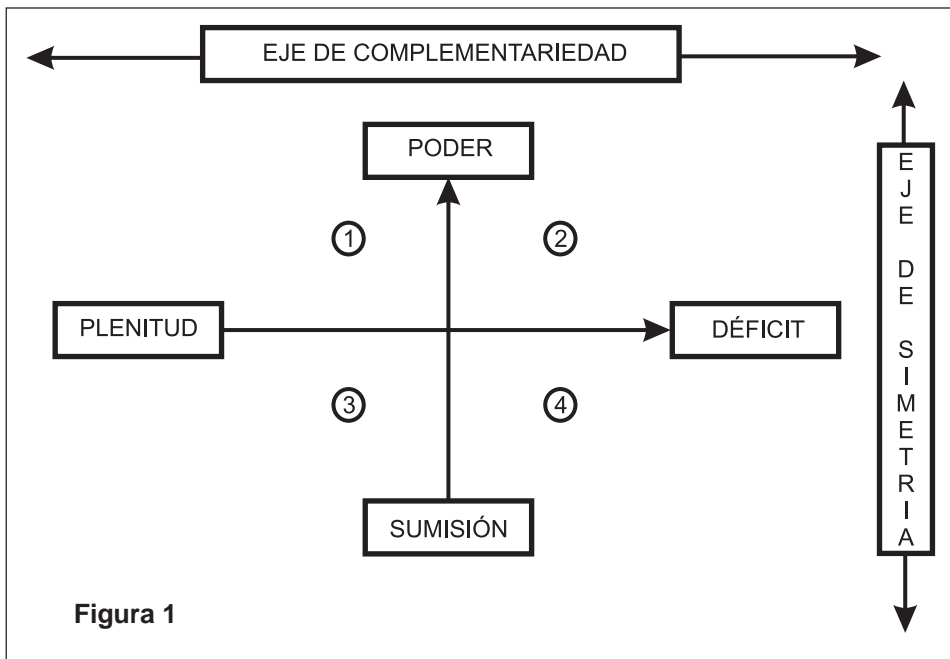 EJE DE COMPLEMENTARIEDAD
PODER
1
2
PLENITUD
DÉFICIT
3
4
SUMISIÓN
EJE DE SIMETRIA
Figura 1